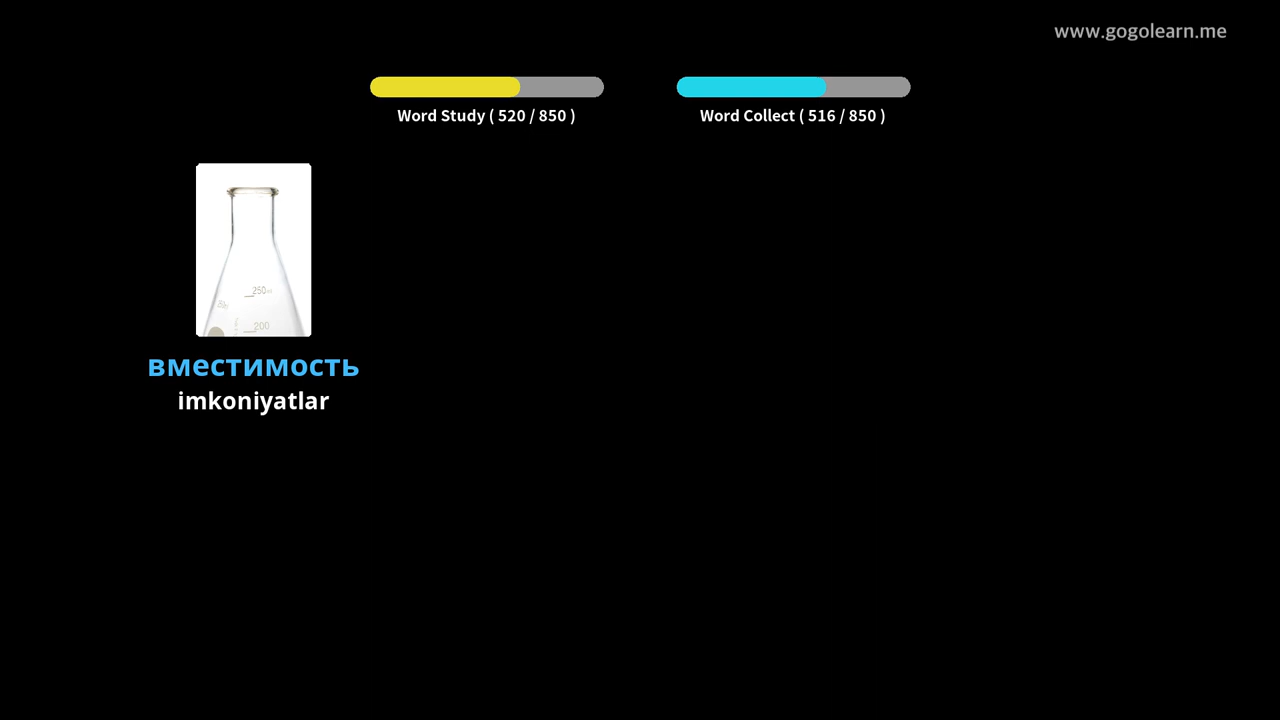 www.gogolearn.me
Word Study ( 520 / 850 )
Word Collect ( 516 / 850 )
250
200
вместимость
imkoniyatlar